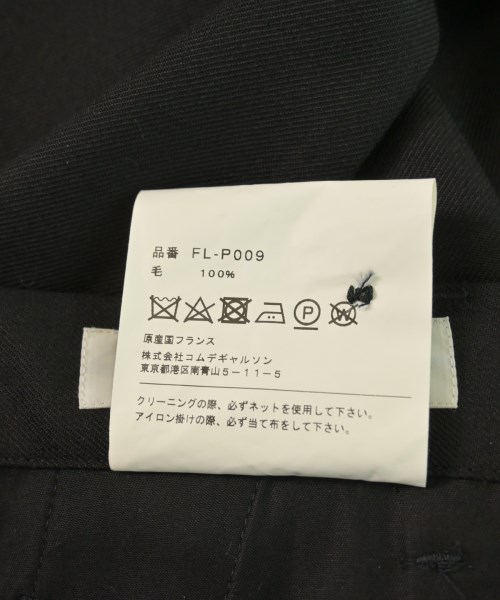 品番 FL-P009
毛 100%
P W
原産国フランス
株式会社コムデギャルソン
東京都港区南青山5-11-5
クリーニングの際、必ずネットを使用して下さい。
アイロン掛けの際、必ず当て布をして下さい。